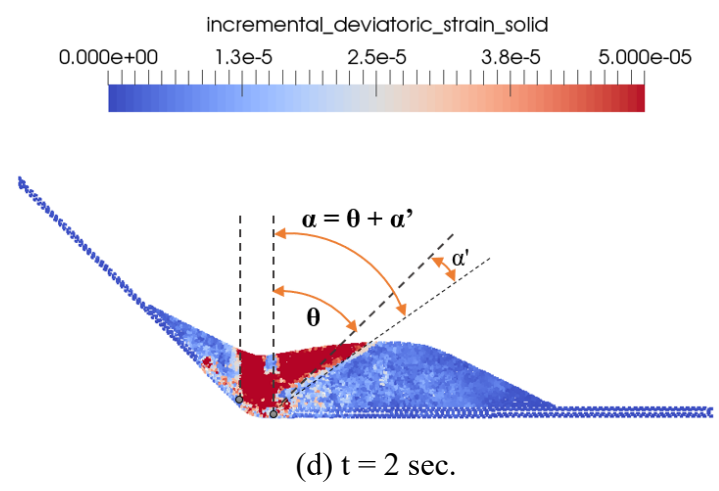 incremental_deviatoric_strain_solid
0.000e+00 1.3e-5 2.5e-5 3.8e-5 5.000e-05
α = θ + α’
α'
θ
(d) t = 2 sec.